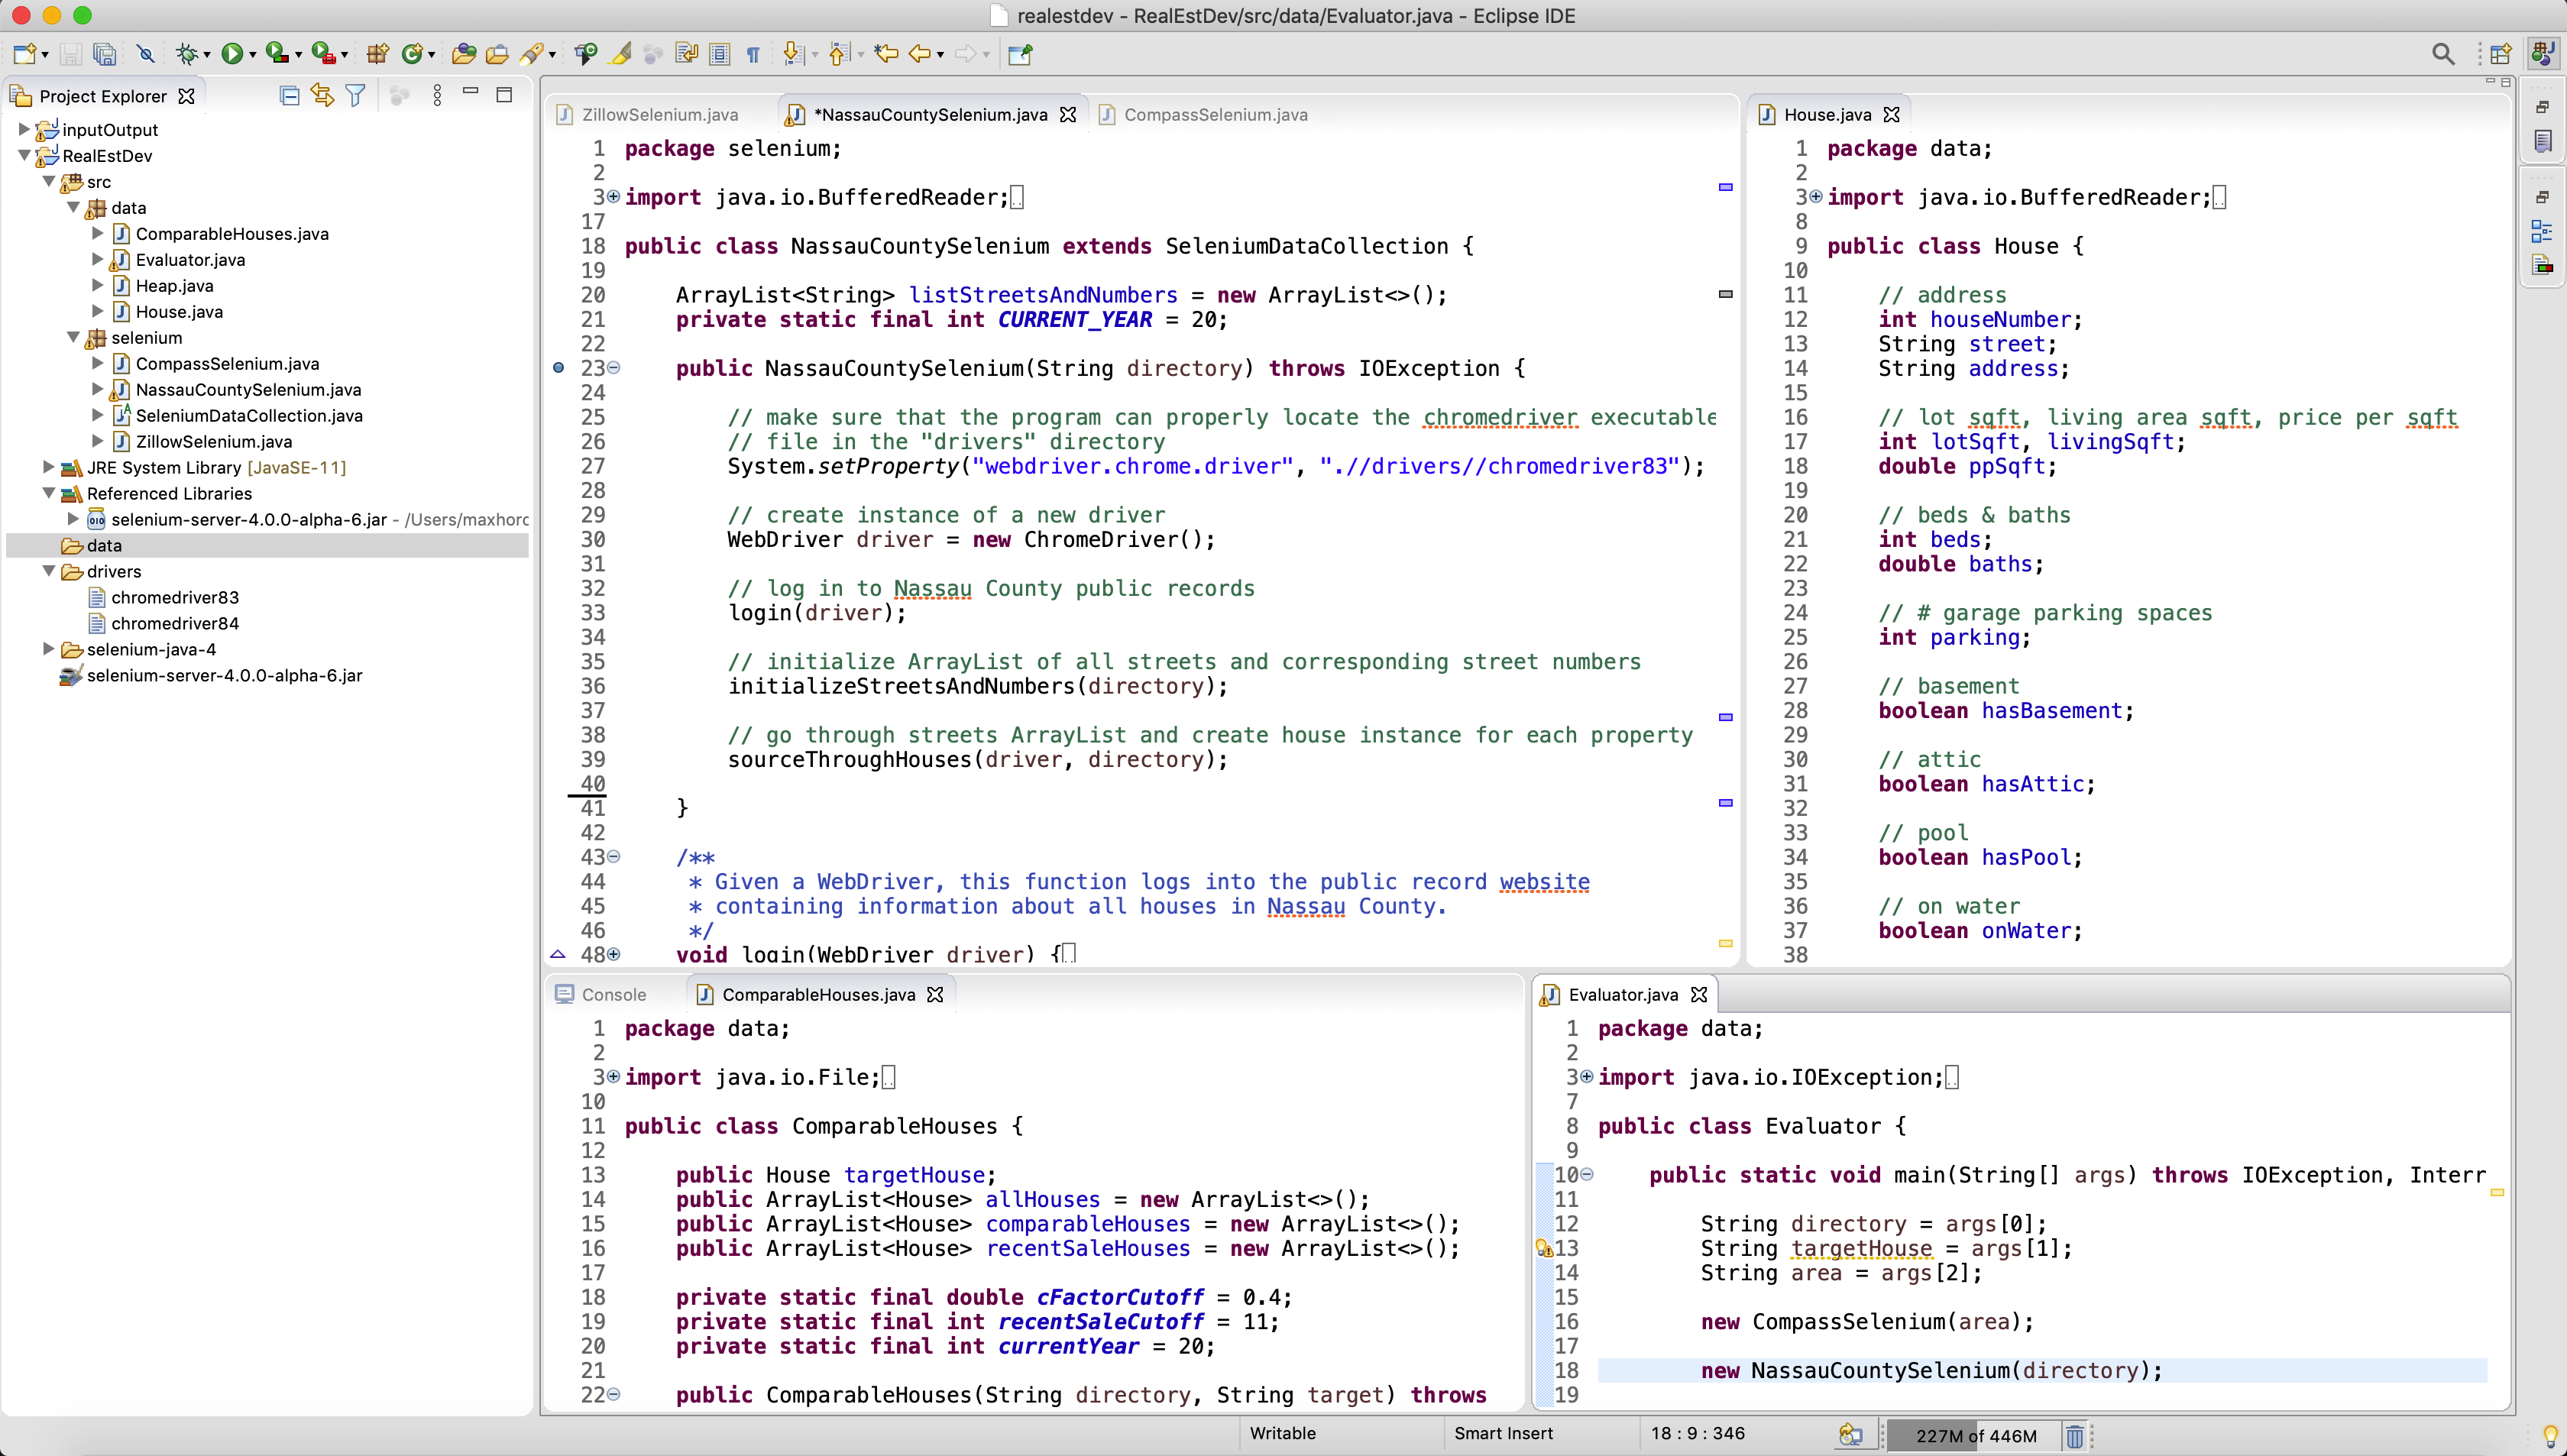 realestdev - RealEstDev/src/data/Evaluator.java - Eclipse IDE
Project Explorer
inputOutput
RealEstDev
src
data
ComparableHouses.java
Evaluator.java
Heap.java
House.java
selenium
CompassSelenium.java
NassauCountySelenium.java
SeleniumDataCollection.java
ZillowSelenium.java
JRE System Library [JavaSE-11]
Referenced Libraries
selenium-server-4.0.0-alpha-6.jar - /Users/maxhorc
data
drivers
chromedriver83
chromedriver84
selenium-java-4
selenium-server-4.0.0-alpha-6.jar
ZillowSelenium.java *NassauCountySelenium.java CompassSelenium.java
1 package selenium;
2
3 import java.io.BufferedReader;
17
18 public class NassauCountySelenium extends SeleniumDataCollection {
19
20 ArrayList<String> listStreetsAndNumbers = new ArrayList<>();
21 private static final int CURRENT_YEAR = 20;
22
23 public NassauCountySelenium(String directory) throws IOException {
24
25 // make sure that the program can properly locate the chromedriver executable
26 // file in the "drivers" directory
27 System.setProperty("webdriver.chrome.driver", ".//drivers//chromedriver83");
28
29 // create instance of a new driver
30 WebDriver driver = new ChromeDriver();
31
32 // log in to Nassau County public records
33 login(driver);
34
35 // initialize ArrayList of all streets and corresponding street numbers
36 initializeStreetsAndNumbers(directory);
37
38 // go through streets ArrayList and create house instance for each property
39 sourceThroughHouses(driver, directory);
40
41 }
42
43 /**
44 * Given a WebDriver, this function logs into the public record website
45 * containing information about all houses in Nassau County.
46 */
48 void login(WebDriver driver) {
House.java
1 package data;
2
3 import java.io.BufferedReader;
8
9 public class House {
10
11 // address
12 int houseNumber;
13 String street;
14 String address;
15
16 // lot sqft, living area sqft, price per sqft
17 int lotSqft, livingSqft;
18 double ppSqft;
19
20 // beds & baths
21 int beds;
22 double baths;
23
24 // # garage parking spaces
25 int parking;
26
27 // basement
28 boolean hasBasement;
29
30 // attic
31 boolean hasAttic;
32
33 // pool
34 boolean hasPool;
35
36 // on water
37 boolean onWater;
38
Console ComparableHouses.java
1 package data;
2
3 import java.io.File;
10
11 public class ComparableHouses {
12
13 public House targetHouse;
14 public ArrayList<House> allHouses = new ArrayList<>();
15 public ArrayList<House> comparableHouses = new ArrayList<>();
16 public ArrayList<House> recentSaleHouses = new ArrayList<>();
17
18 private static final double cFactorCutoff = 0.4;
19 private static final int recentSaleCutoff = 11;
20 private static final int currentYear = 20;
21
22 public ComparableHouses(String directory, String target) throws
Evaluator.java
1 package data;
2
3 import java.io.IOException;
7
8 public class Evaluator {
9
10 public static void main(String[] args) throws IOException, Interr
11
12 String directory = args[0];
13 String targetHouse = args[1];
14 String area = args[2];
15
16 new CompassSelenium(area);
17
18 new NassauCountySelenium(directory);
19
Writable
Smart Insert
18 : 9 : 346
227M of 446M